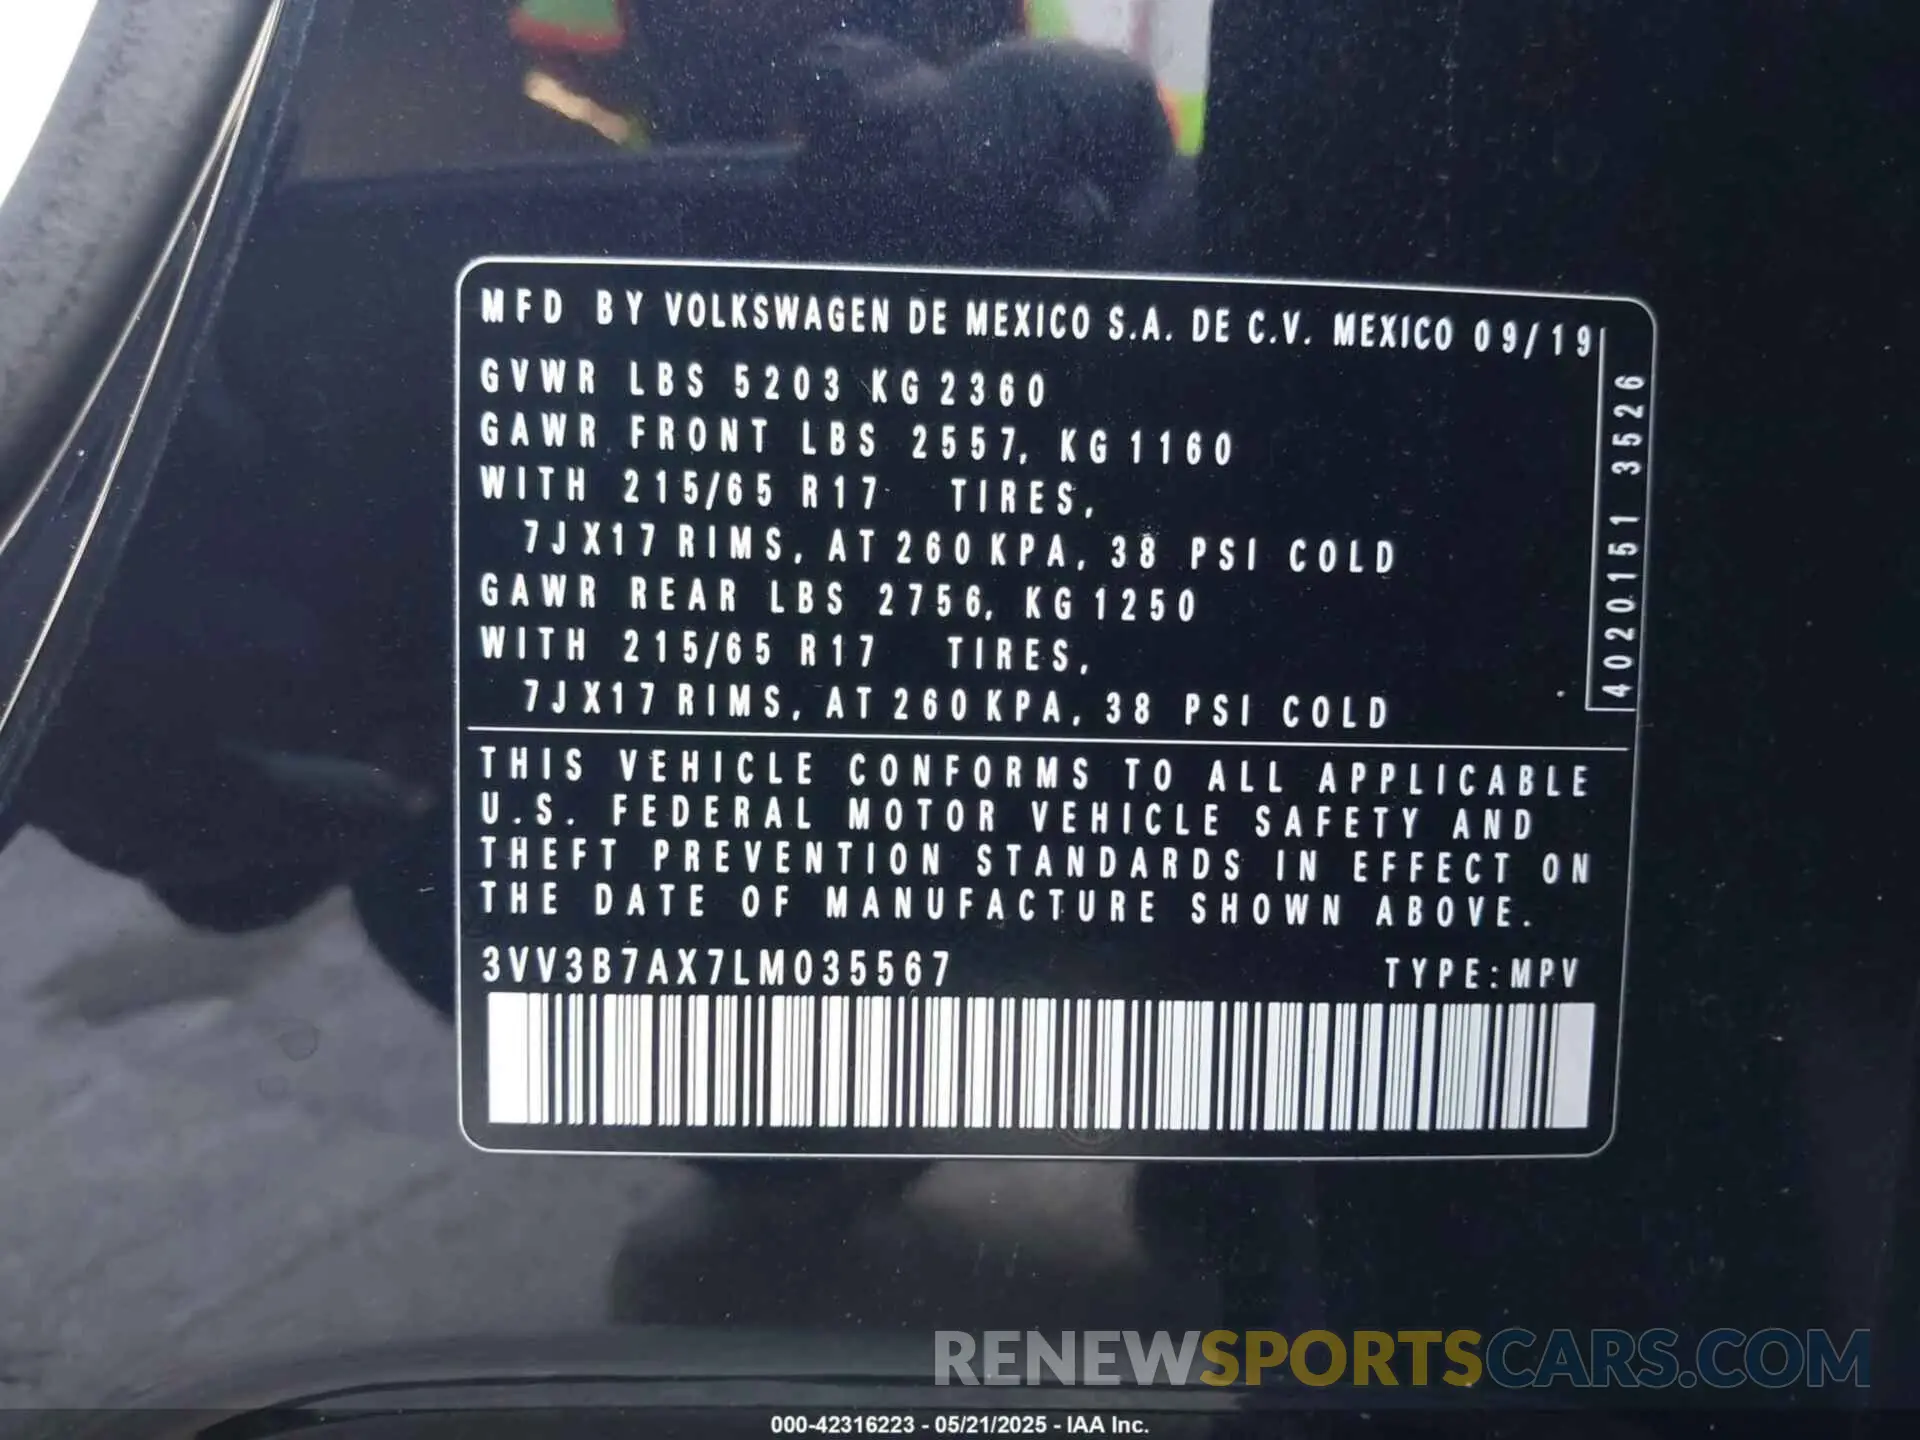 MFD BY VOLKSWAGEN DE MEXICO S.A. DE C.V. MEXICO 09/19
GVWR LBS 5203 KG 2360
GAWR FRONT LBS 2557, KG 1160
WITH 215/65 R17 TIRES,
7JX17 RIMS, AT 260 KPA, 38 PSI COLD
GAWR REAR LBS 2756, KG 1250
WITH 215/65 R17 TIRES,
7JX17 RIMS, AT 260 KPA, 38 PSI COLD
4020151 3526
THIS VEHICLE CONFORMS TO ALL APPLICABLE
U.S. FEDERAL MOTOR VEHICLE SAFETY AND
THEFT PREVENTION STANDARDS IN EFFECT ON
THE DATE OF MANUFACTURE SHOWN ABOVE.
3VV3B7AX7LM035567 TYPE:MPV
RENEWSPORTSCARS.COM
000-42316223 - 05/21/2025 - IAA Inc.